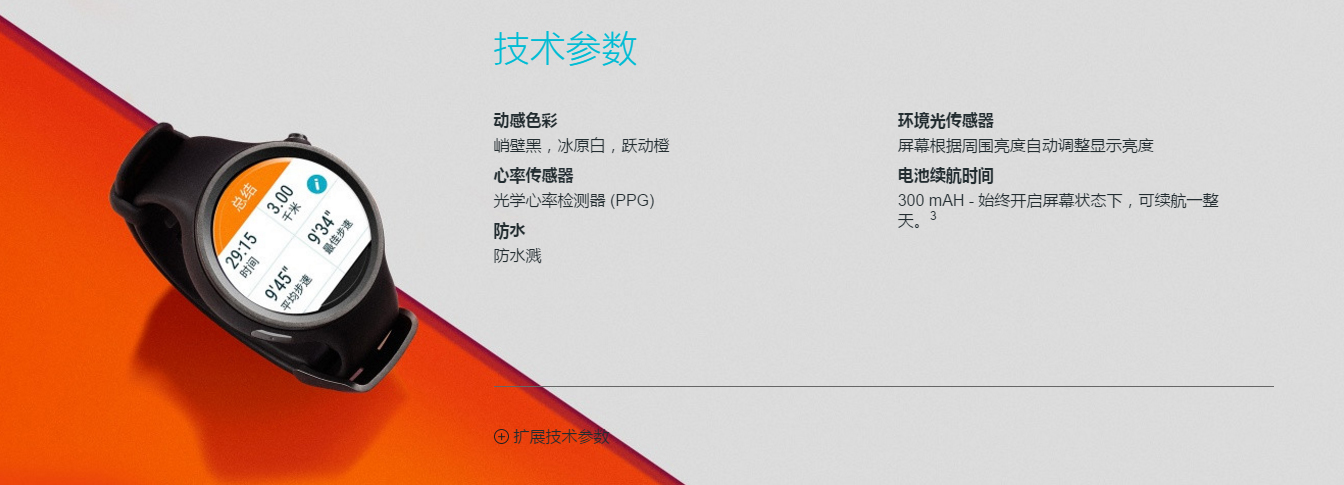 技术参数
动感色彩
峭壁黑，冰原白，跃动橙
心率传感器
光学心率检测器 (PPG)
防水
防水溅
环境光传感器
屏幕根据周围亮度自动调整显示亮度
电池续航时间
300 mAH - 始终开启屏幕状态下，可续航一整
天。3
总结
3.00
千米
29:15
时间
9'34"
最佳步速
9'45"
平均步速
扩展技术参数